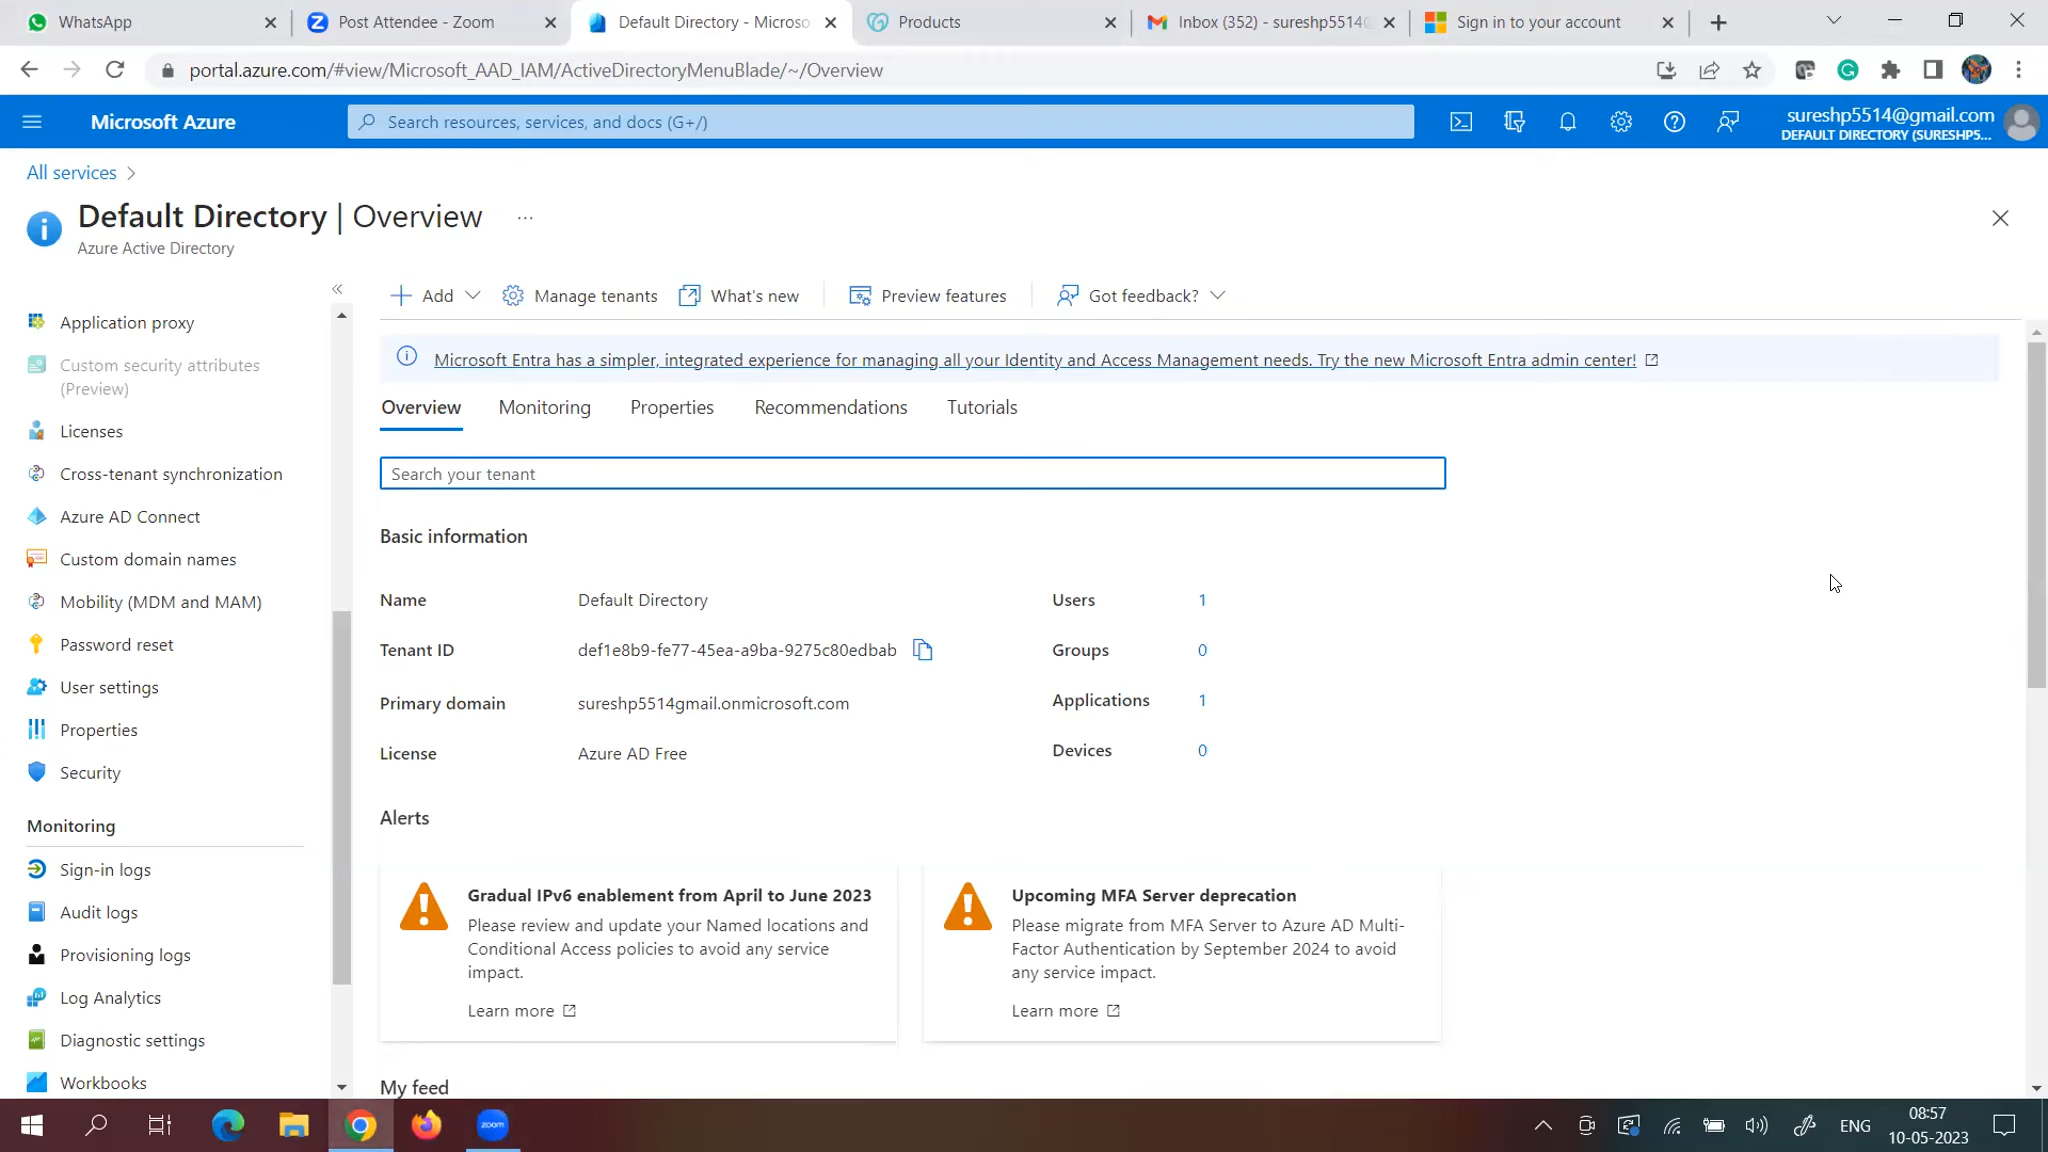 WhatsApp
Post Attendee - Zoom
Default Directory - Microso
Products
Inbox (352) - sureshp5514@
Sign in to your account
portal.azure.com/#view/Microsoft_AAD_IAM/ActiveDirectoryMenuBlade/~/Overview
Microsoft Azure
Search resources, services, and docs (G+/)
sureshp5514@gmail.com
DEFAULT DIRECTORY (SURESHP5...
All services
Default Directory | Overview ...
Azure Active Directory
Application proxy
Custom security attributes
(Preview)
Licenses
Cross-tenant synchronization
Azure AD Connect
Custom domain names
Mobility (MDM and MAM)
Password reset
User settings
Properties
Security
Monitoring
Sign-in logs
Audit logs
Provisioning logs
Log Analytics
Diagnostic settings
Workbooks
Add
Manage tenants
What's new
Preview features
Got feedback?
Microsoft Entra has a simpler, integrated experience for managing all your Identity and Access Management needs. Try the new Microsoft Entra admin center!
Overview
Monitoring
Properties
Recommendations
Tutorials
Search your tenant
Basic information
Name Default Directory
Tenant ID def1e8b9-fe77-45ea-a9ba-9275c80edbab
Primary domain sureshp5514gmail.onmicrosoft.com
License Azure AD Free
Users 1
Groups 0
Applications 1
Devices 0
Alerts
Gradual IPv6 enablement from April to June 2023
Please review and update your Named locations and
Conditional Access policies to avoid any service
impact.
Learn more
Upcoming MFA Server deprecation
Please migrate from MFA Server to Azure AD Multi-
Factor Authentication by September 2024 to avoid
any service impact.
Learn more
My feed
zoom
ENG
08:57
10-05-2023